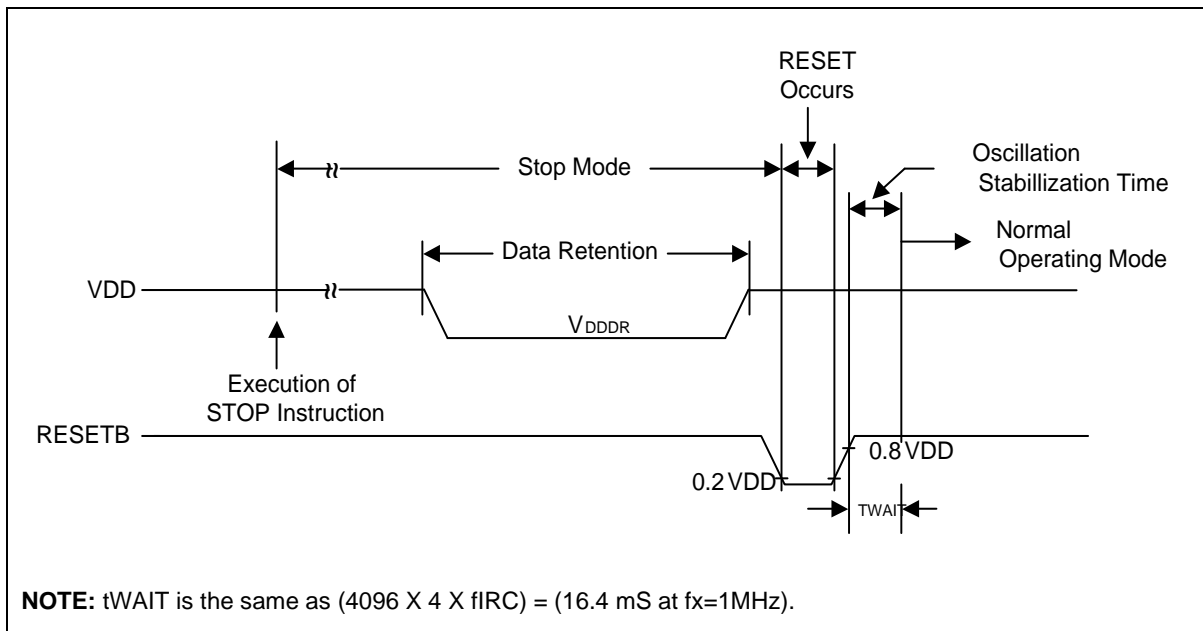 RESET
Occurs
Stop Mode
Oscillation
Stabillization Time
Data Retention
Normal
Operating Mode
VDD
VDDDR
Execution of
STOP Instruction
RESETB
0.8 VDD
0.2 VDD
TWAIT
NOTE: tWAIT is the same as (4096 X 4 X fIRC) = (16.4 mS at fx=1MHz).